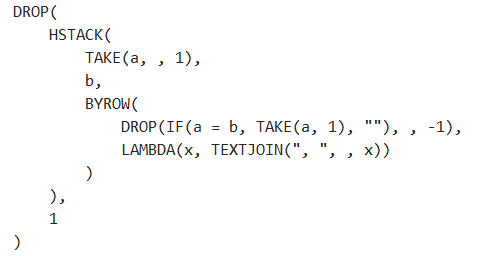 DROP(
    HSTACK(
        TAKE(a, , 1),
        b,
        BYROW(
            DROP(IF(a = b, TAKE(a, 1), ""), , -1),
            LAMBDA(x, TEXTJOIN(", ", , x))
        )
    ),
    1
)